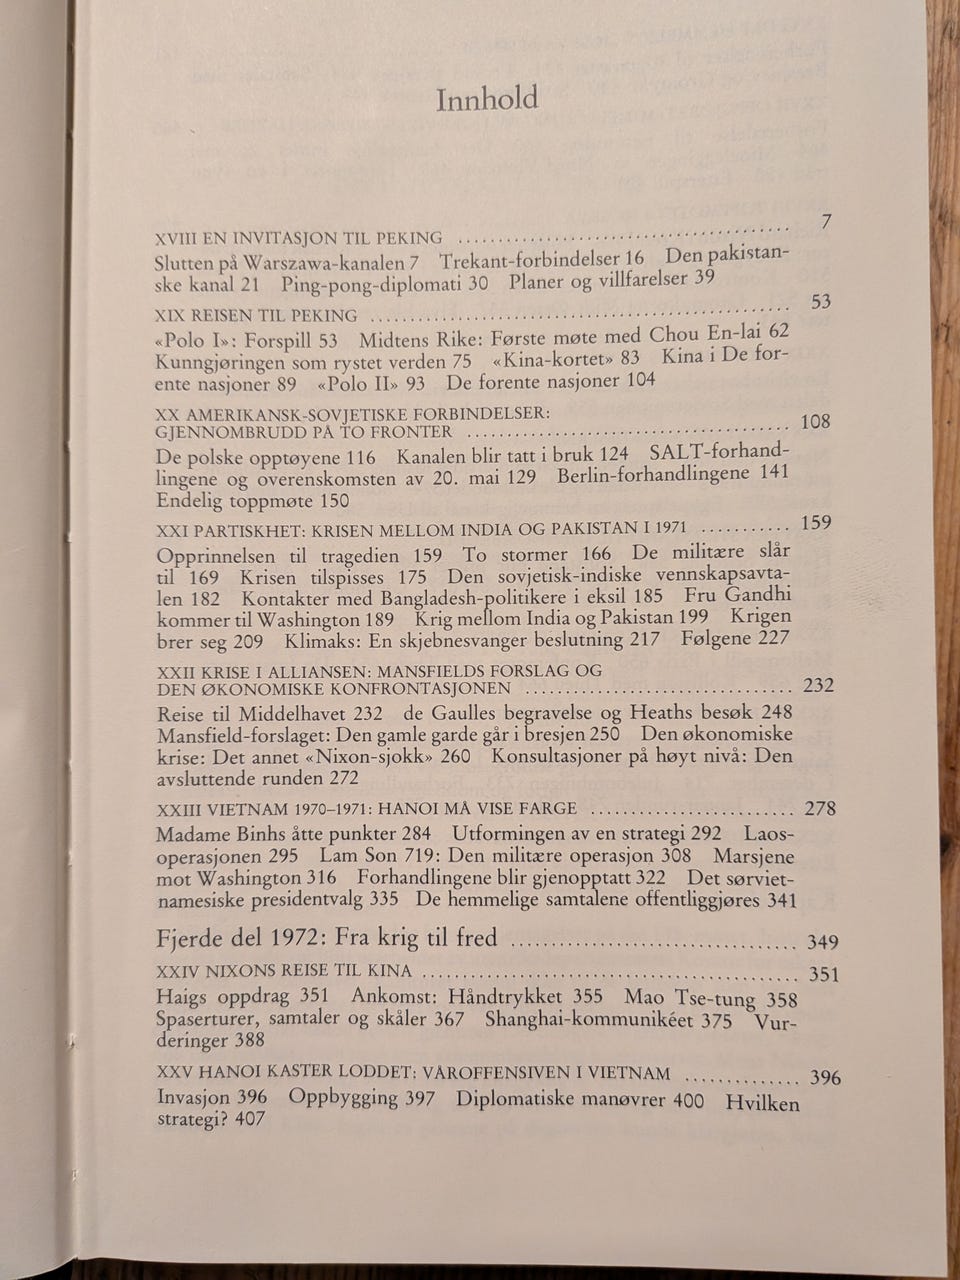 Innhold
XVIII EN INVITASJON TIL PEKING ........................................ 7
Slutten på Warszawa-kanalen 7 Trekant-forbindelser 16 Den pakistan-
ske kanal 21 Ping-pong-diplomati 30 Planer og villfarelser 39
XIX REISEN TIL PEKING ........................................ 53
«Polo I»: Forspill 53 Midtens Rike: Første møte med Chou En-lai 62
Kunngjøringen som rystet verden 75 «Kina-kortet» 83 Kina i De for-
ente nasjoner 89 «Polo II» 93 De forente nasjoner 104
XX AMERIKANSK-SOVJETISKE FORBINDELSER:
GJENNOMBRUDD PÅ TO FRONTER ........................................ 108
De polske opptøyene 116 Kanalen blir tatt i bruk 124 SALT-forhand-
lingene og overenskomsten av 20. mai 129 Berlin-forhandlingene 141
Endelig toppmøte 150
XXI PARTISKHET: KRISEN MELLOM INDIA OG PAKISTAN I 1971 ........... 159
Opprinnelsen til tragedien 159 To stormer 166 De militære slår
til 169 Krisen tilspisses 175 Den sovjetisk-indiske vennskapsavta-
len 182 Kontakter med Bangladesh-politikere i eksil 185 Fru Gandhi
kommer til Washington 189 Krig mellom India og Pakistan 199 Krigen
brer seg 209 Klimaks: En skjebnesvanger beslutning 217 Følgene 227
XXII KRISE I ALLIANSEN: MANSFIELDS FORSLAG OG
DEN ØKONOMISKE KONFRONTASJONEN ................................. 232
Reise til Middelhavet 232 de Gaulles begravelse og Heaths besøk 248
Mansfield-forslaget: Den gamle garde går i bresjen 250 Den økonomiske
krise: Det annet «Nixon-sjokk» 260 Konsultasjoner på høyt nivå: Den
avsluttende runden 272
XXIII VIETNAM 1970–1971: HANOI MÅ VISE FARGE ......................... 278
Madame Binhs åtte punkter 284 Utformingen av en strategi 292 Laos-
operasjonen 295 Lam Son 719: Den militære operasjon 308 Marsjene
mot Washington 316 Forhandlingene blir gjenopptatt 322 Det sørviet-
namesiske presidentvalg 335 De hemmelige samtalene offentliggjøres 341
Fjerde del 1972: Fra krig til fred ................................... 349
XXIV NIXONS REISE TIL KINA ............................................... 351
Haigs oppdrag 351 Ankomst: Håndtrykket 355 Mao Tse-tung 358
Spaserturer, samtaler og skåler 367 Shanghai-kommunikéet 375 Vur-
deringer 388
XXV HANOI KASTER LODDET: VÅROFFENSIVEN I VIETNAM .............. 396
Invasjon 396 Oppbygging 397 Diplomatiske manøvrer 400 Hvilken
strategi? 407